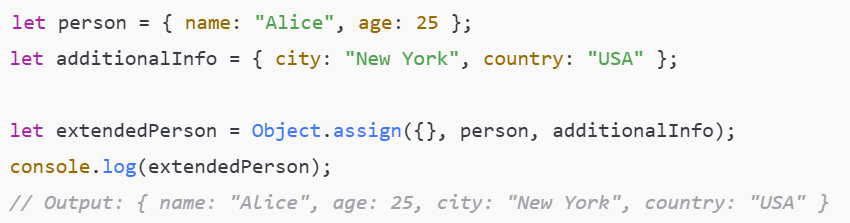 let person = { name: "Alice", age: 25 };
let additionalInfo = { city: "New York", country: "USA" };
let extendedPerson = Object.assign({}, person, additionalInfo);
console.log(extendedPerson);
// Output: { name: "Alice", age: 25, city: "New York", country: "USA" }